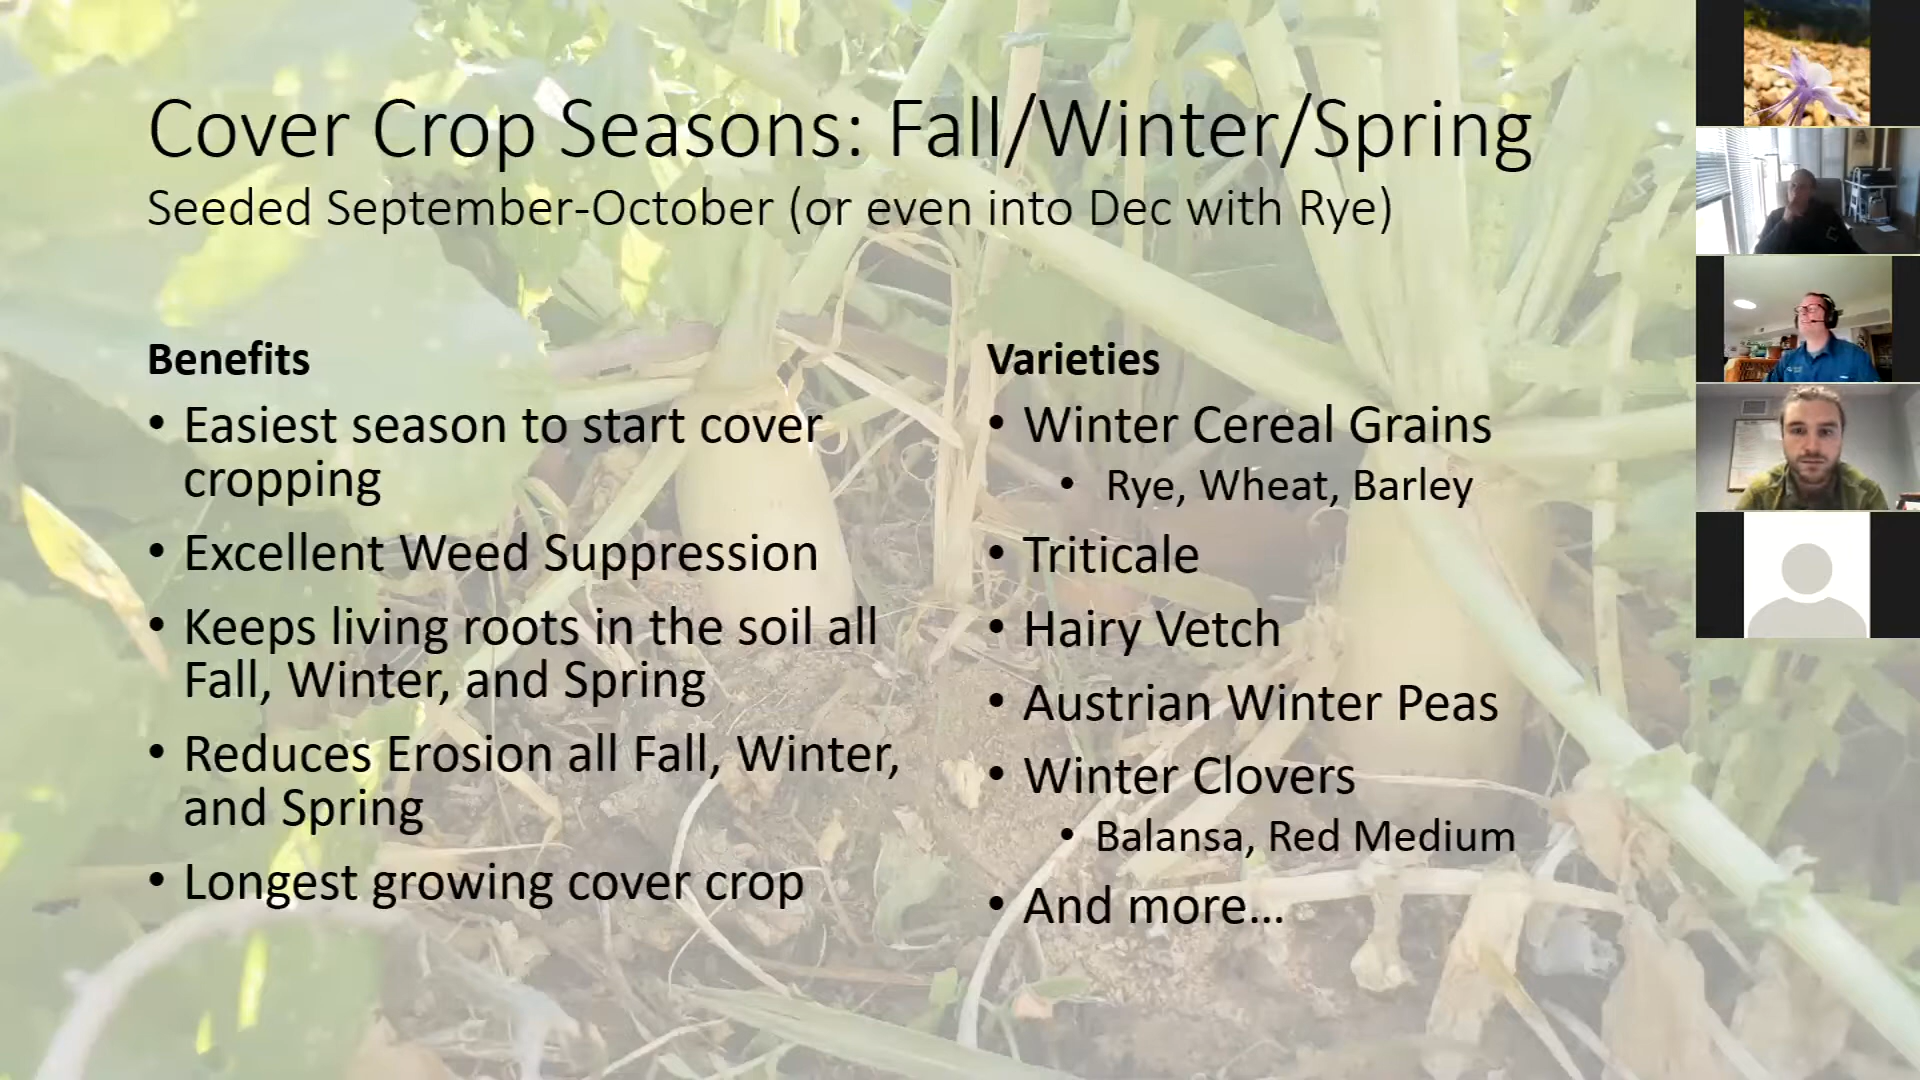 Cover Crop Seasons: Fall/Winter/Spring
Seeded September-October (or even into Dec with Rye)
Benefits
• Easiest season to start cover
cropping
• Excellent Weed Suppression
• Keeps living roots in the soil all
Fall, Winter, and Spring
• Reduces Erosion all Fall, Winter,
and Spring
• Longest growing cover crop
Varieties
• Winter Cereal Grains
• Rye, Wheat, Barley
• Triticale
• Hairy Vetch
• Austrian Winter Peas
• Winter Clovers
• Balansa, Red Medium
• And more...